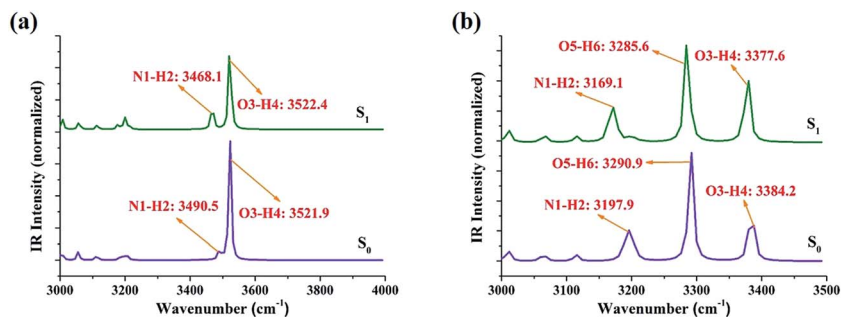 (a)
IR Intensity (normalized)
N1-H2: 3468.1
O3-H4: 3522.4
S1
N1-H2: 3490.5
O3-H4: 3521.9
S0
3000 3200 3400 3600 3800 4000
Wavenumber (cm-1)
(b)
IR Intensity (normalized)
O5-H6: 3285.6
O3-H4: 3377.6
N1-H2: 3169.1
S1
O5-H6: 3290.9
O3-H4: 3384.2
N1-H2: 3197.9
S0
3000 3100 3200 3300 3400 3500
Wavenumber (cm-1)